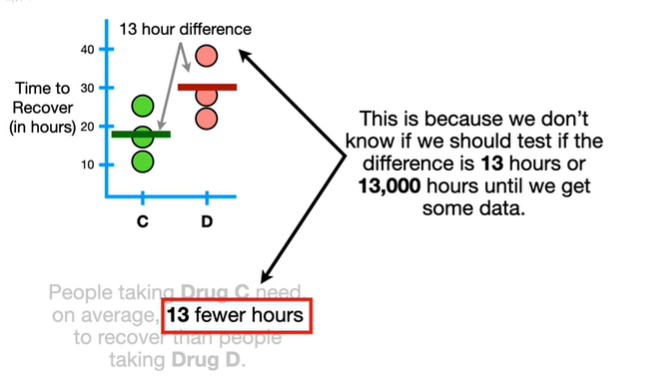 13 hour difference
40
30
20
10
Time to
Recover
(in hours)
C
D
This is because we don't
know if we should test if the
difference is 13 hours or
13,000 hours until we get
some data.
People taking Drug C need,
on average, 13 fewer hours
to recover than people
taking Drug D.